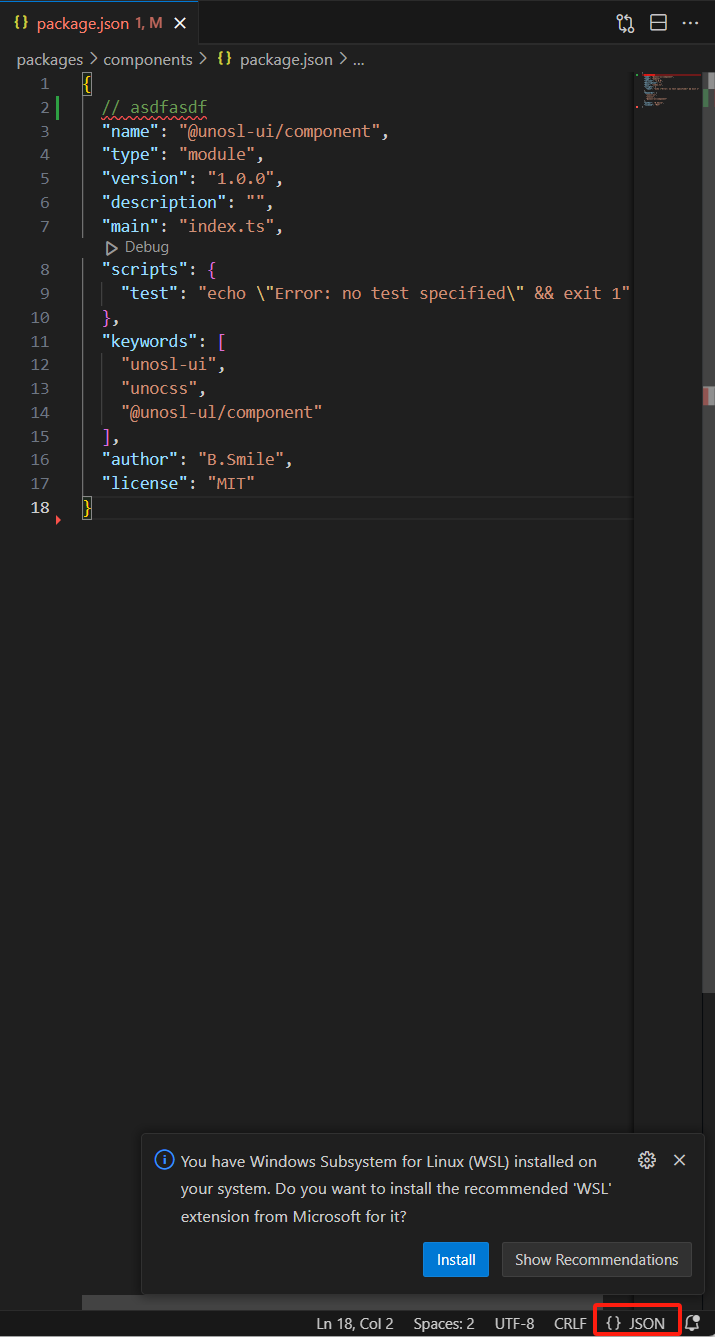 {} package.json 1, M
packages > components > {} package.json > ...
1 {
2 // asdfasdf
3 "name": "@unosl-ui/component",
4 "type": "module",
5 "version": "1.0.0",
6 "description": "",
7 "main": "index.ts",
Debug
8 "scripts": {
9 "test": "echo \"Error: no test specified\" && exit 1"
10 },
11 "keywords": [
12 "unosl-ui",
13 "unocss",
14 "@unosl-ul/component"
15 ],
16 "author": "B.Smile",
17 "license": "MIT"
18 }
You have Windows Subsystem for Linux (WSL) installed on
your system. Do you want to install the recommended 'WSL'
extension from Microsoft for it?
Install Show Recommendations
Ln 18, Col 2 Spaces: 2 UTF-8 CRLF {} JSON